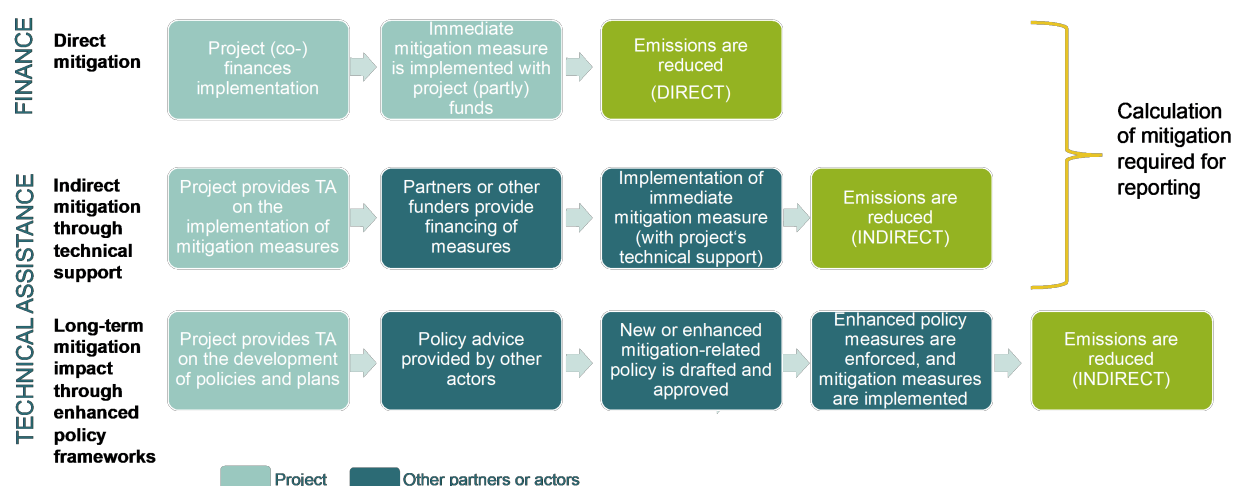 FINANCE
Direct
mitigation
Project (co-)
finances
implementation
Immediate
mitigation measure
is implemented with
project (partly)
funds
Emissions are
reduced
(DIRECT)
Calculation
of mitigation
required for
reporting
TECHNICAL ASSISTANCE
Indirect
mitigation
through
technical
support
Project provides TA
on the
implementation of
mitigation measures
Partners or other
funders provide
financing of
measures
Implementation of
immediate
mitigation measure
(with project‘s
technical support)
Emissions are
reduced
(INDIRECT)
Long-term
mitigation
impact
through
enhanced
policy
frameworks
Project provides TA
on the development
of policies and plans
Policy advice
provided by other
actors
New or enhanced
mitigation-related
policy is drafted and
approved
Enhanced policy
measures are
enforced, and
mitigation measures
are implemented
Emissions are
reduced
(INDIRECT)
Project
Other partners or actors